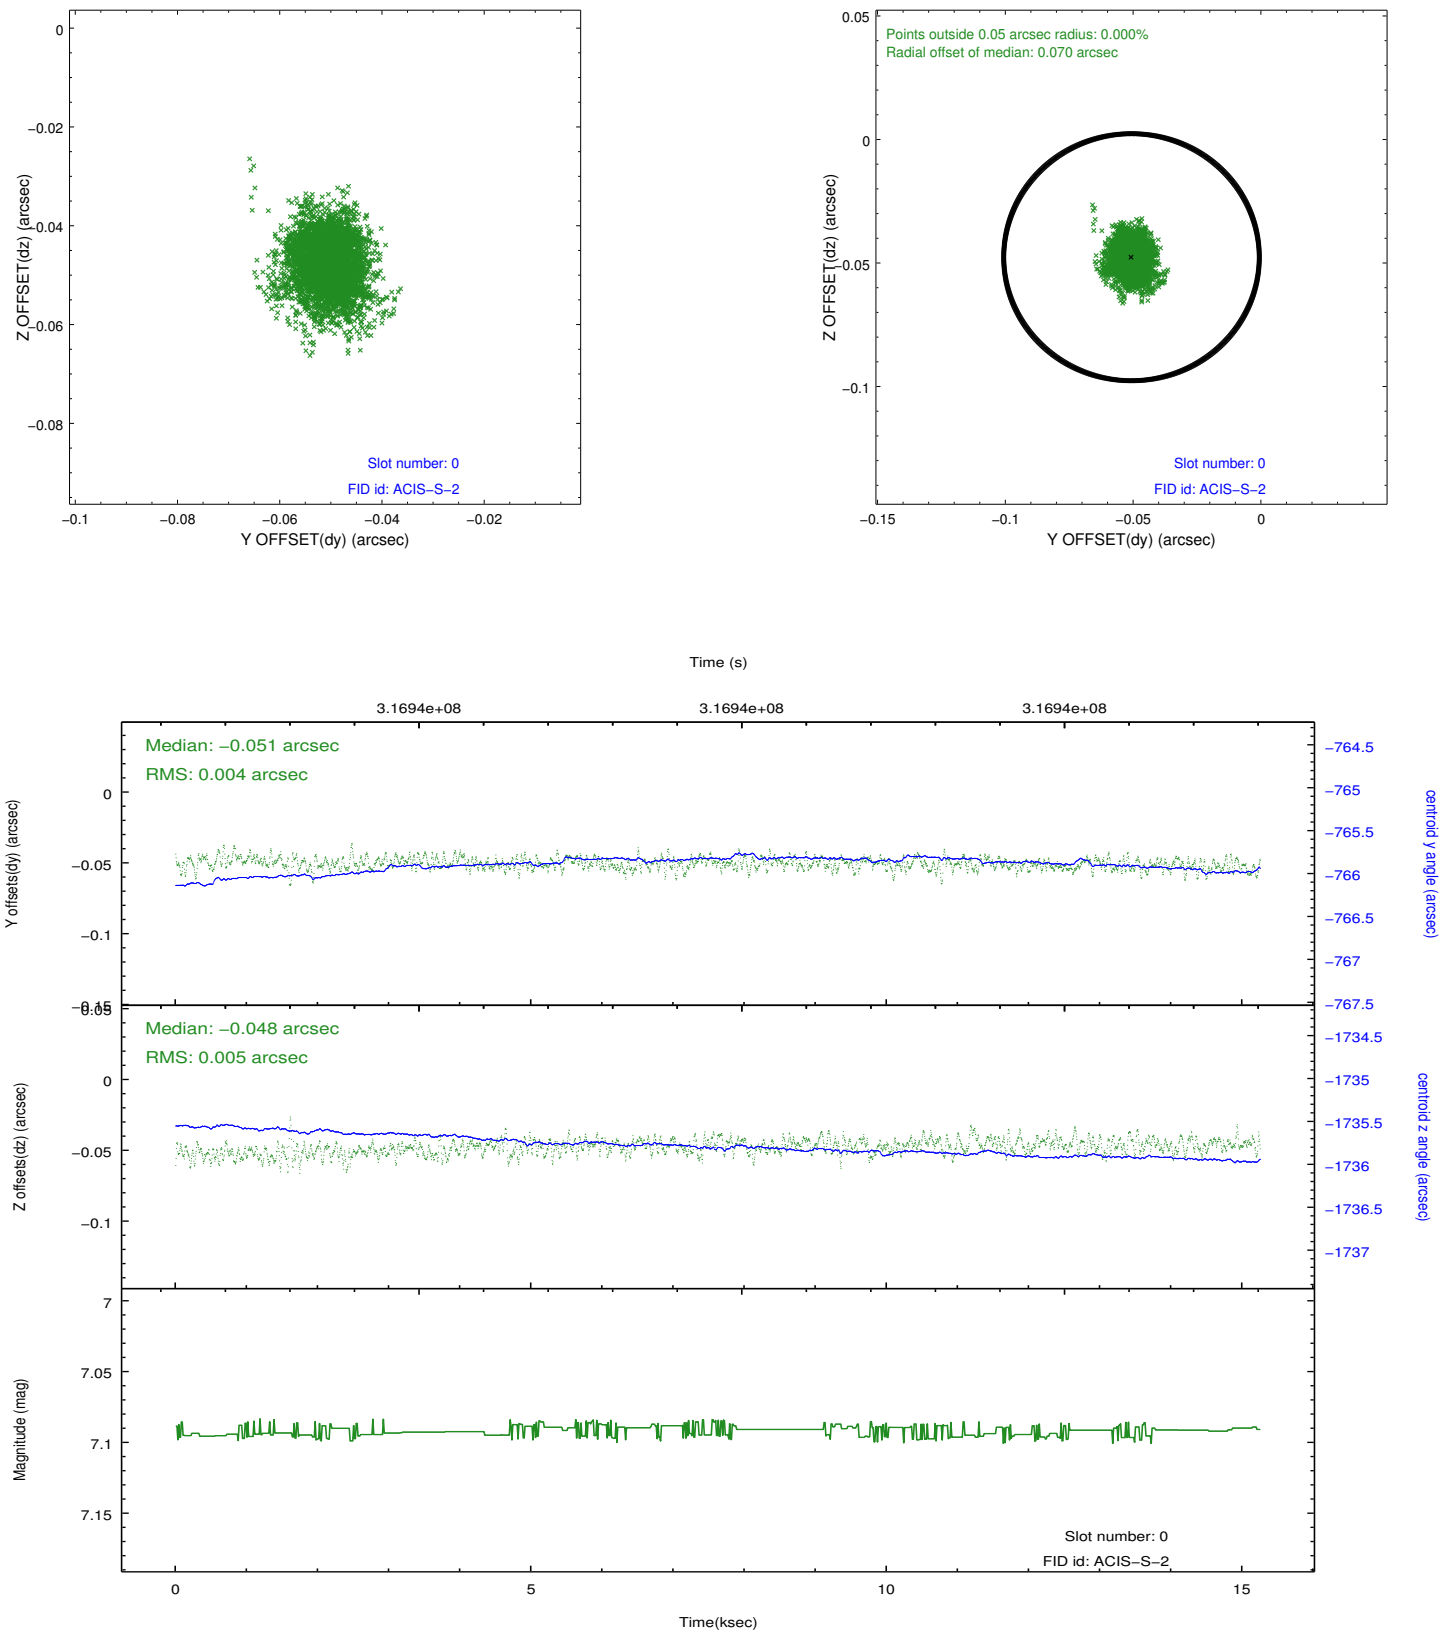 0
−0.02
−0.04
−0.06
−0.08
Z OFFSET(dz) (arcsec)
Slot number: 0
FID id: ACIS−S−2
−0.1
−0.08
−0.06
−0.04
−0.02
Y OFFSET(dy) (arcsec)
0.05
Points outside 0.05 arcsec radius: 0.000%
Radial offset of median: 0.070 arcsec
0
−0.05
−0.1
Z OFFSET(dz) (arcsec)
Slot number: 0
FID id: ACIS−S−2
−0.15
−0.1
−0.05
0
Y OFFSET(dy) (arcsec)
Time (s)
3.1694e+08
3.1694e+08
3.1694e+08
Median: −0.051 arcsec
RMS: 0.004 arcsec
0
−0.05
−0.1
−0.15
Y offsets(dy) (arcsec)
−764.5
−765
−765.5
−766
−766.5
−767
−767.5
centroid y angle (arcsec)
0.05
Median: −0.048 arcsec
RMS: 0.005 arcsec
0
−0.05
−0.1
Z offsets(dz) (arcsec)
−1734.5
−1735
−1735.5
−1736
−1736.5
−1737
centroid z angle (arcsec)
7
7.05
7.1
7.15
Magnitude (mag)
Slot number: 0
FID id: ACIS−S−2
0
5
10
15
Time(ksec)